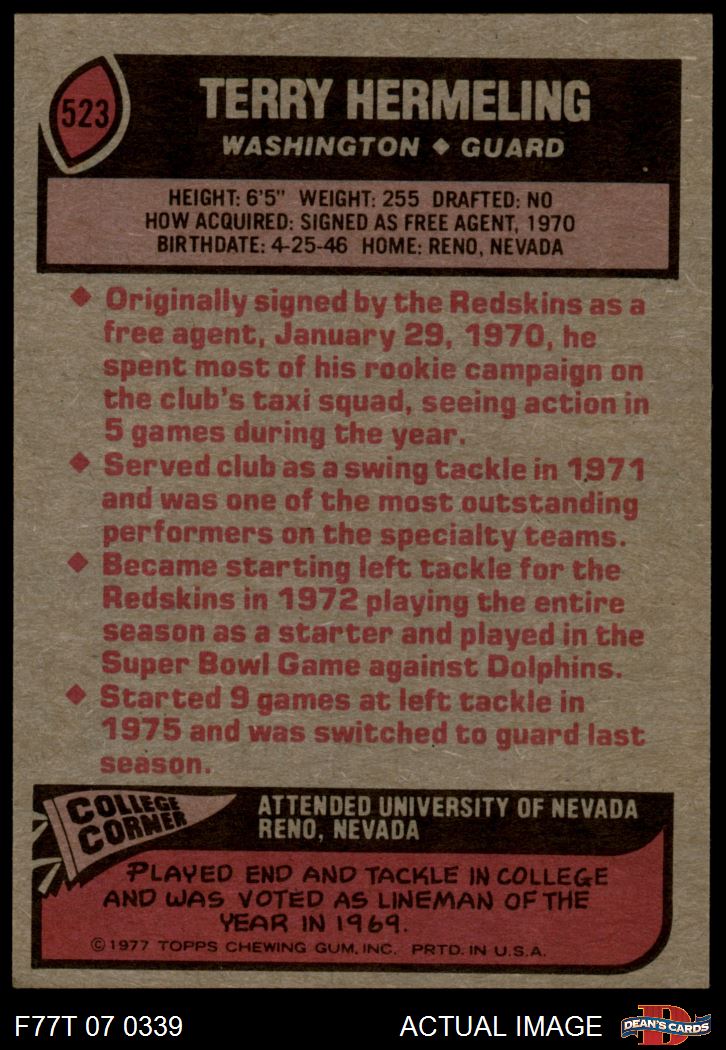 523
TERRY HERMELING
WASHINGTON ♦ GUARD
HEIGHT: 6'5" WEIGHT: 255 DRAFTED: NO
HOW ACQUIRED: SIGNED AS FREE AGENT, 1970
BIRTHDATE: 4-25-46 HOME: RENO, NEVADA
♦ Originally signed by the Redskins as a
free agent, January 29, 1970, he
spent most of his rookie campaign on
the club's taxi squad, seeing action in
5 games during the year.
♦ Served club as a swing tackle in 1971
and was one of the most outstanding
performers on the specialty teams.
♦ Became starting left tackle for the
Redskins in 1972 playing the entire
season as a starter and played in the
Super Bowl Game against Dolphins.
♦ Started 9 games at left tackle in
1975 and was switched to guard last
season.
COLLEGE
CORNER
ATTENDED UNIVERSITY OF NEVADA
RENO, NEVADA
PLAYED END AND TACKLE IN COLLEGE
AND WAS VOTED AS LINEMAN OF THE
YEAR IN 1969.
© 1977 TOPPS CHEWING GUM, INC. PRTD. IN U.S.A.
F77T 07 0339
ACTUAL IMAGE
D
DEAN'S CARDS